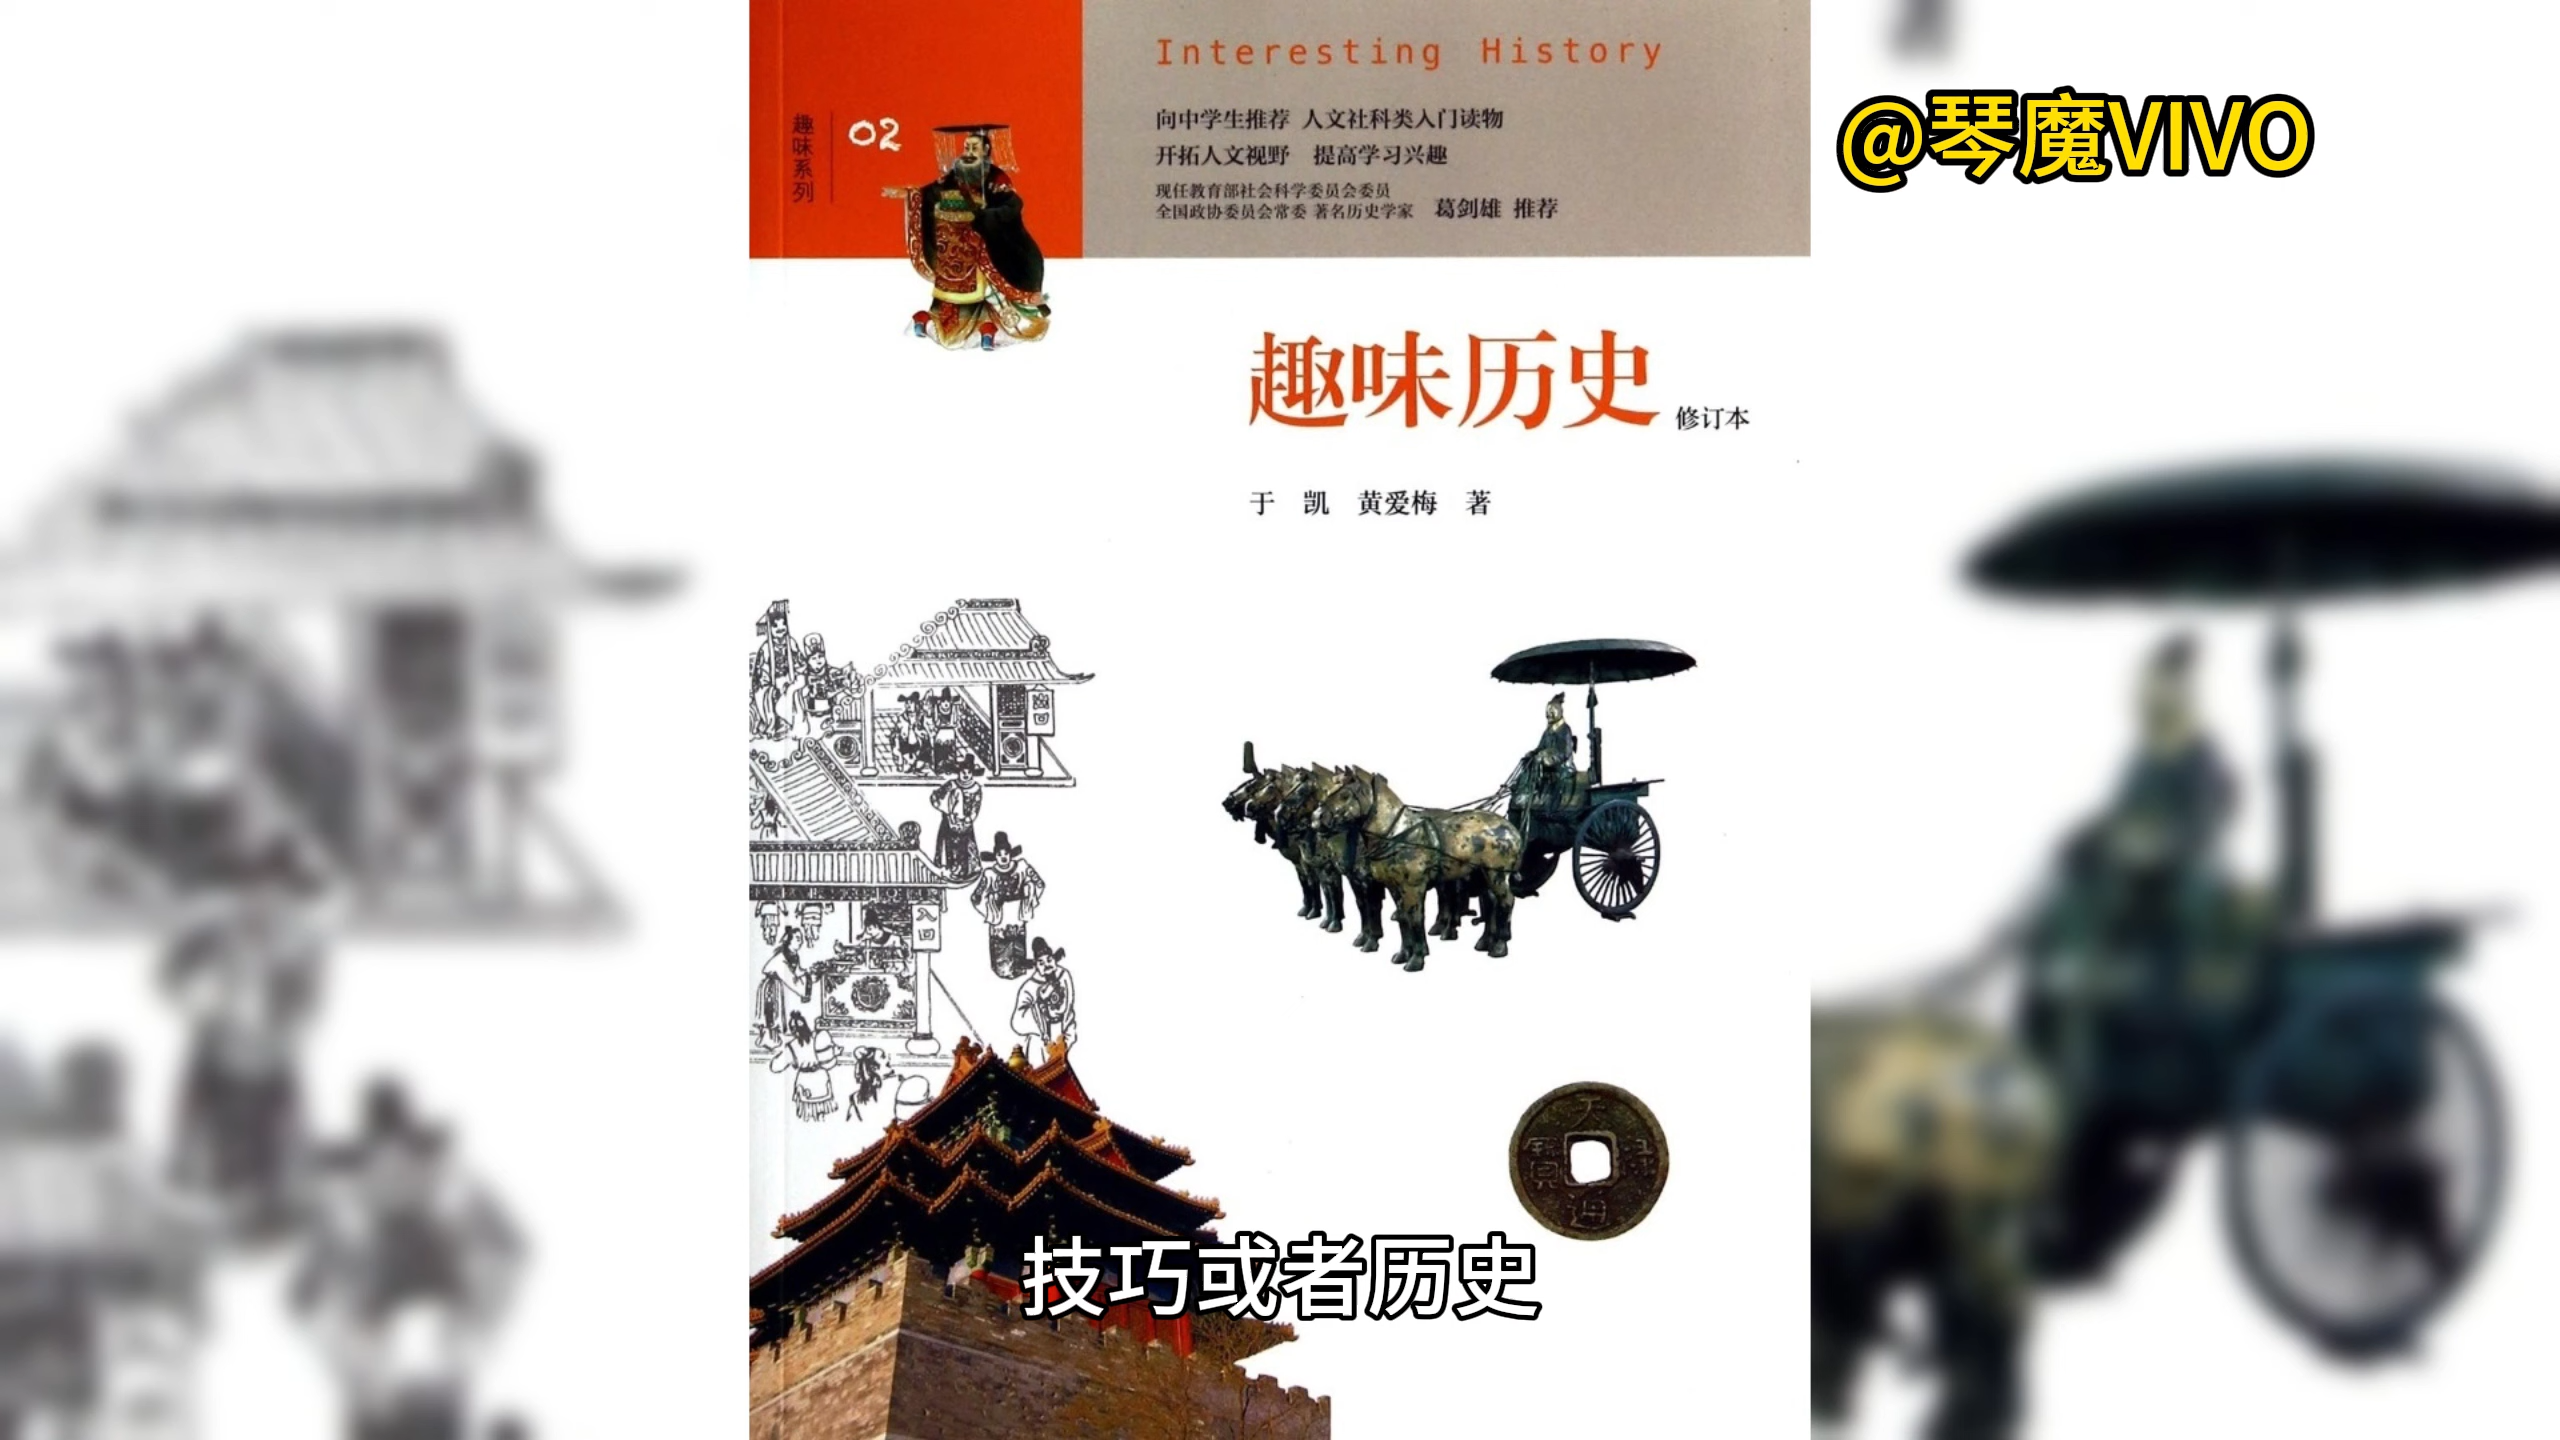 Interesting History
@琴魔VIVO
向中学生推荐 人文社科类入门读物
开拓人文视野 提高学习兴趣
现任教育部社会科学委员会委员
全国政协委员会常委 著名历史学家 葛剑雄 推荐
趣味系列
02
趣味历史 修订本
于 凯 黄爱梅 著
技巧或者历史